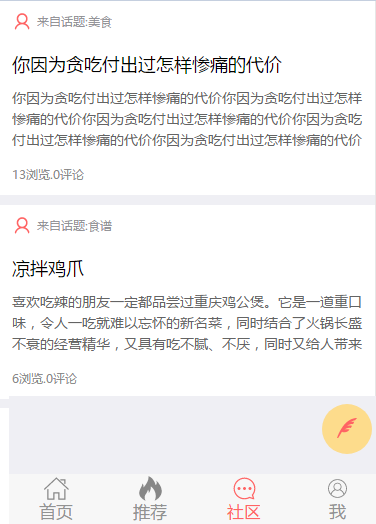 来自话题:美食
你因为贪吃付出过怎样惨痛的代价
你因为贪吃付出过怎样惨痛的代价你因为贪吃付出过怎样
惨痛的代价你因为贪吃付出过怎样惨痛的代价你因为贪吃
付出过怎样惨痛的代价你因为贪吃付出过怎样惨痛的代价
13浏览.0评论
来自话题:食谱
凉拌鸡爪
喜欢吃辣的朋友一定都品尝过重庆鸡公煲。它是一道重口
味，令人一吃就难以忘怀的新名菜，同时结合了火锅长盛
不衰的经营精华，又具有吃不腻、不厌，同时又给人带来
6浏览.0评论
首页 推荐 社区 我